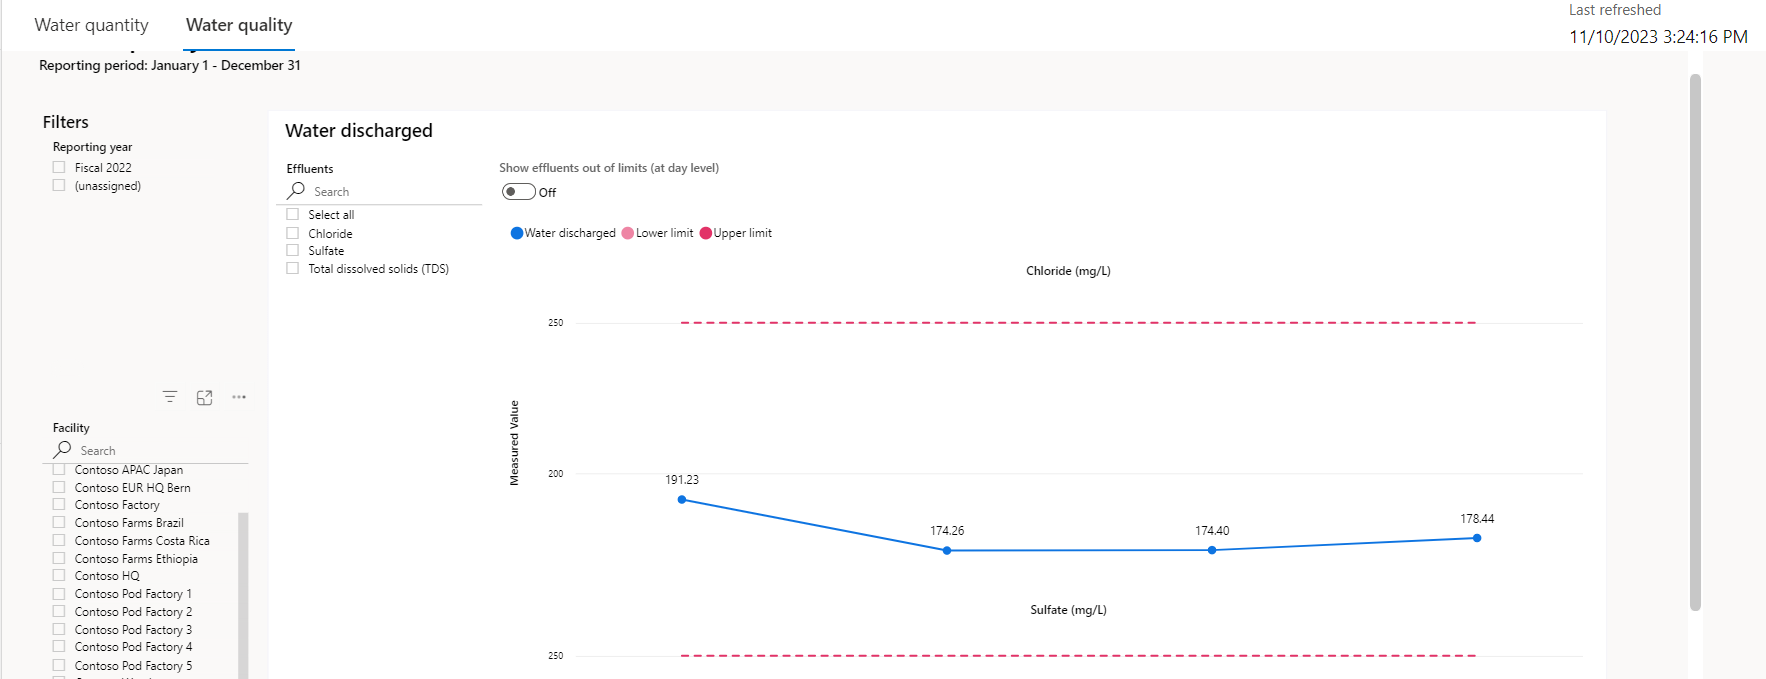 Water quantity
Water quality
Last refreshed
11/10/2023 3:24:16 PM
Reporting period: January 1 - December 31
Filters
Reporting year
Fiscal 2022
(unassigned)
Facility
Search
Contoso APAC Japan
Contoso EUR HQ Bern
Contoso Factory
Contoso Farms Brazil
Contoso Farms Costa Rica
Contoso Farms Ethiopia
Contoso HQ
Contoso Pod Factory 1
Contoso Pod Factory 2
Contoso Pod Factory 3
Contoso Pod Factory 4
Contoso Pod Factory 5
Water discharged
Effluents
Search
Select all
Chloride
Sulfate
Total dissolved solids (TDS)
Show effluents out of limits (at day level)
Off
Water discharged Lower limit Upper limit
Chloride (mg/L)
Measured Value
250
200
191.23
174.26
174.40
178.44
Sulfate (mg/L)
250